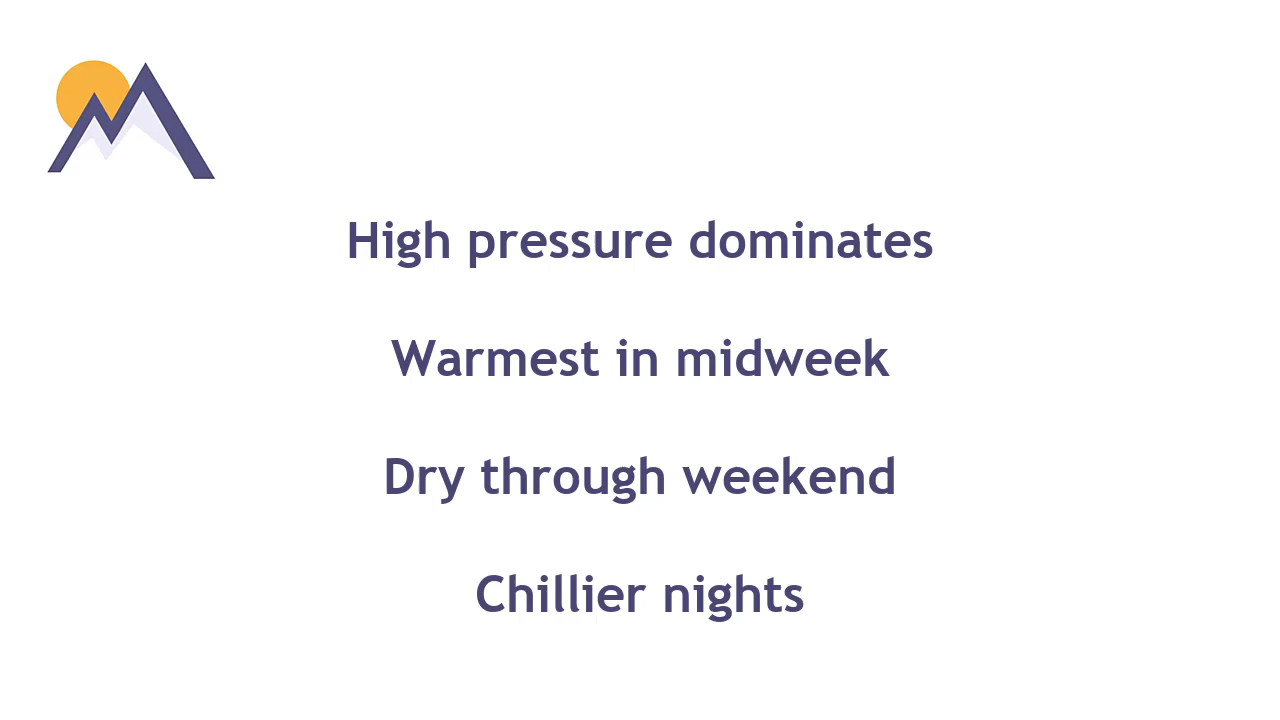 High pressure dominates
Warmest in midweek
Dry through weekend
Chillier nights